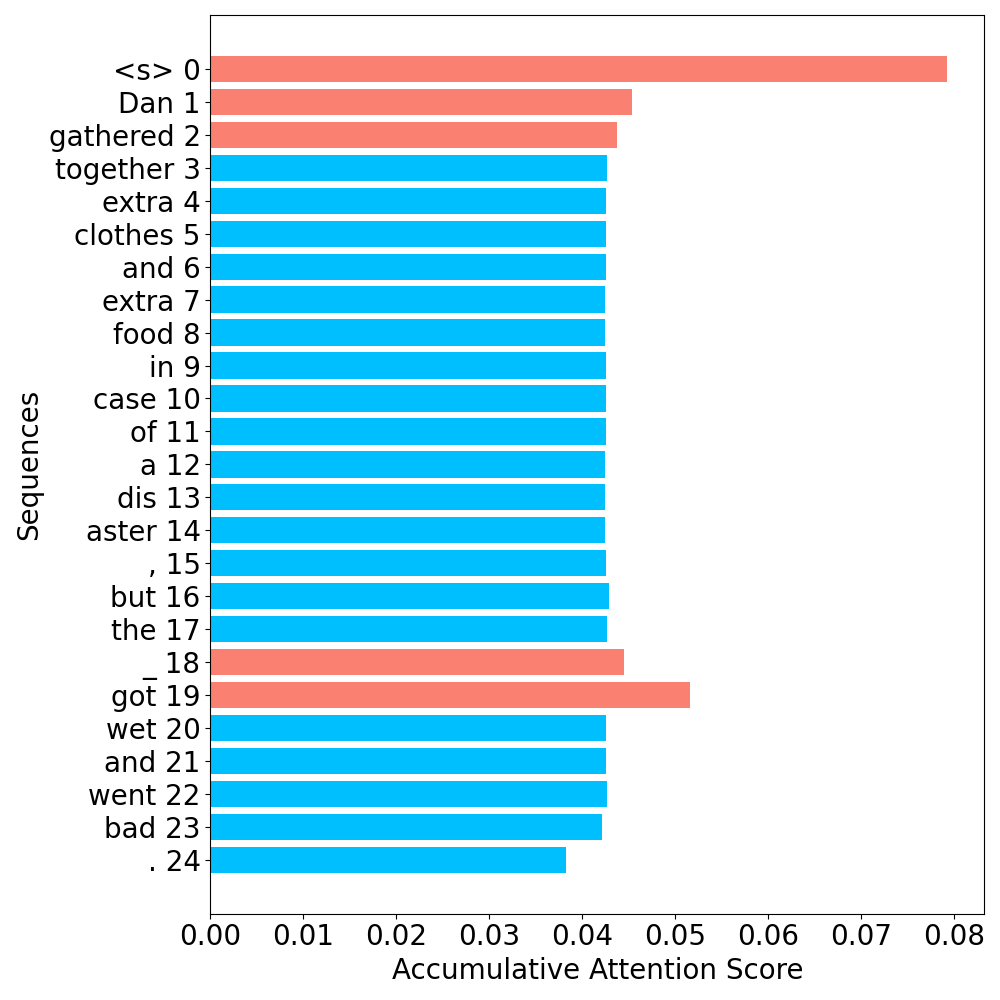 <s> 0
Dan 1
gathered 2
together 3
extra 4
clothes 5
and 6
extra 7
food 8
in 9
case 10
of 11
a 12
dis 13
aster 14
, 15
but 16
the 17
_ 18
got 19
wet 20
and 21
went 22
bad 23
. 24
Sequences
0.00 0.01 0.02 0.03 0.04 0.05 0.06 0.07 0.08
Accumulative Attention Score